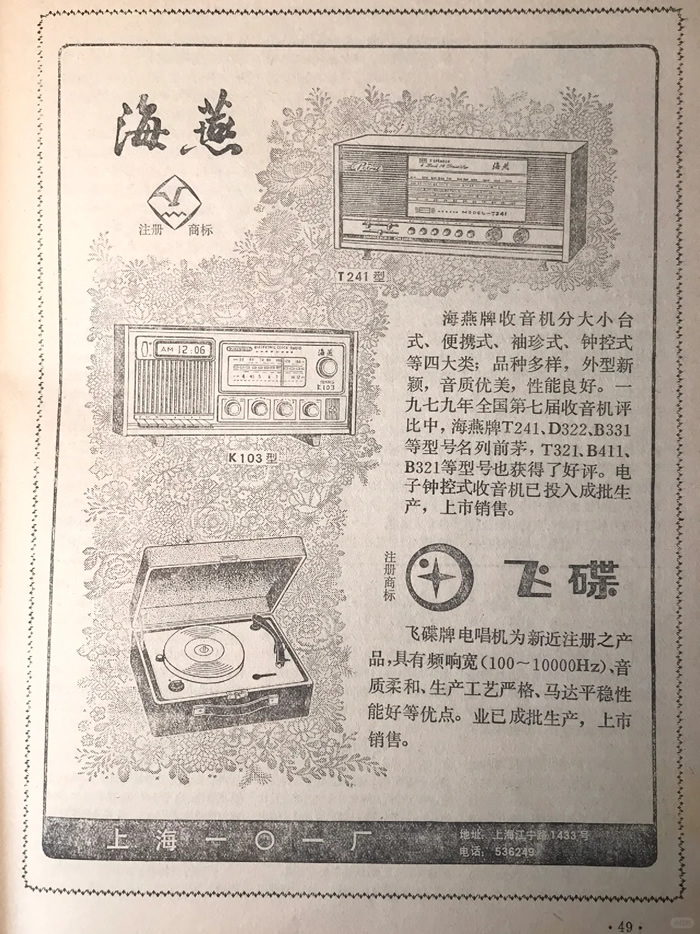 海燕
注册 商标
海燕
MODEL-T241
T241型
AM 12:06
ELECTRONIC CLOCK RADIO
海燕
K103
K103型
海燕牌收音机分大小台
式、便携式、袖珍式、钟控式
等四大类；品种多样，外型新
颖，音质优美，性能良好。一
九七九年全国第七届收音机评
比中，海燕牌T241、D322、B331
等型号名列前茅，T321、B411、
B321等型号也获得了好评。电
子钟控式收音机已投入成批生
产，上市销售。
注册商标
飞碟
飞碟牌电唱机为新近注册之产
品，具有频响宽（100～10000Hz）、音
质柔和、生产工艺严格、马达平稳性
能好等优点。业已成批生产，上市
销售。
上海一〇一厂
地址：上海江宁路1433号
电话：536249
·49·